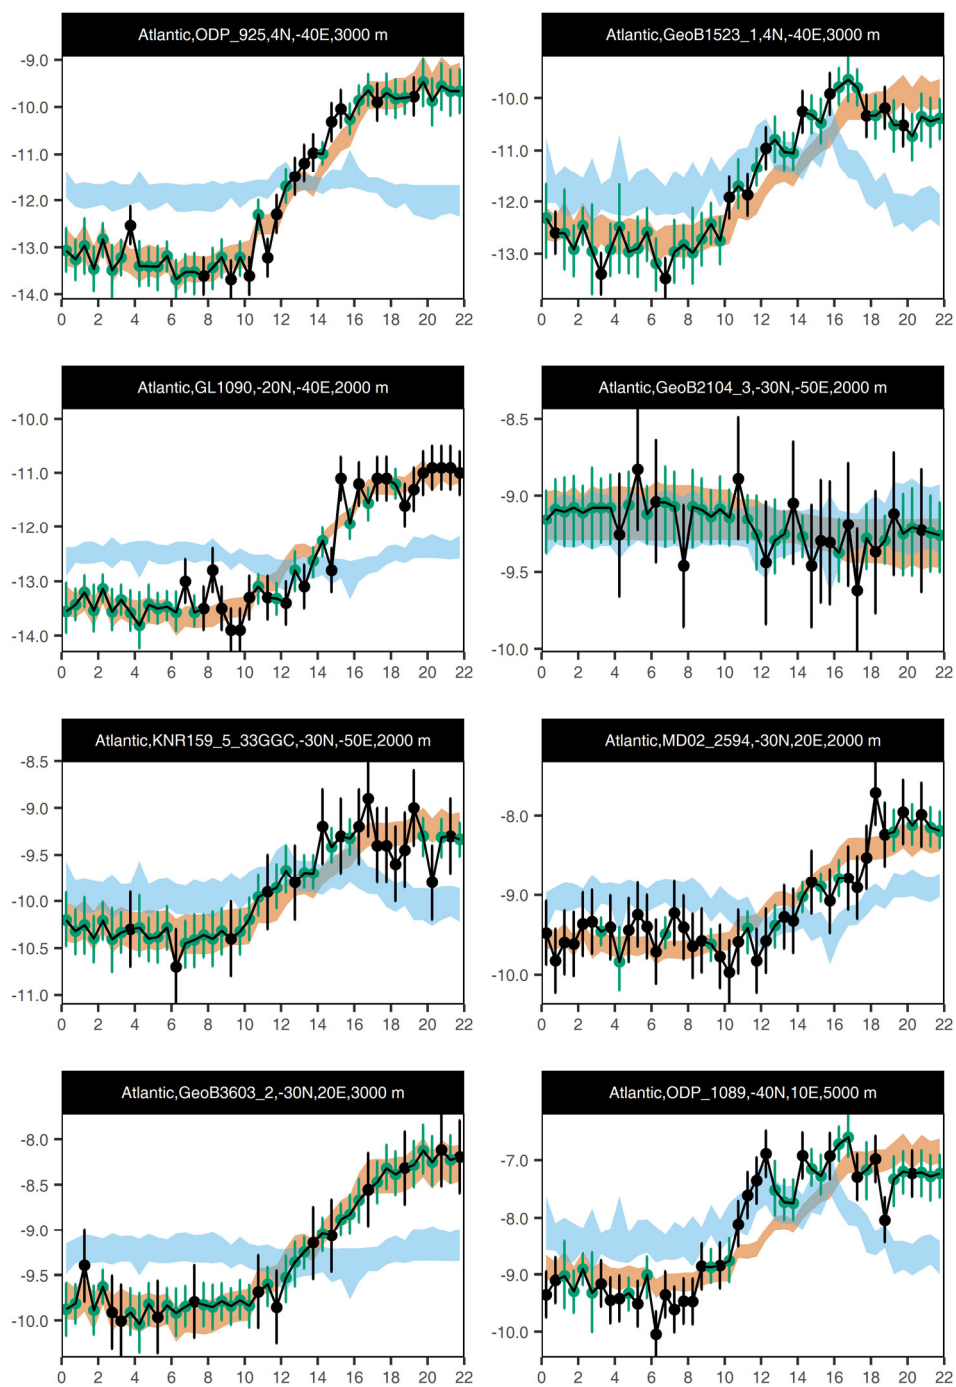 Atlantic,ODP_925,4N,-40E,3000 m
-9.0
-10.0
-11.0
-12.0
-13.0
-14.0
0 2 4 6 8 10 12 14 16 18 20 22
Atlantic,GeoB1523_1,4N,-40E,3000 m
-10.0
-11.0
-12.0
-13.0
0 2 4 6 8 10 12 14 16 18 20 22
Atlantic,GL1090,-20N,-40E,2000 m
-10.0
-11.0
-12.0
-13.0
-14.0
0 2 4 6 8 10 12 14 16 18 20 22
Atlantic,GeoB2104_3,-30N,-50E,2000 m
-8.5
-9.0
-9.5
-10.0
0 2 4 6 8 10 12 14 16 18 20 22
Atlantic,KNR159_5_33GGC,-30N,-50E,2000 m
-8.5
-9.0
-9.5
-10.0
-10.5
-11.0
0 2 4 6 8 10 12 14 16 18 20 22
Atlantic,MD02_2594,-30N,20E,2000 m
-8.0
-9.0
-10.0
0 2 4 6 8 10 12 14 16 18 20 22
Atlantic,GeoB3603_2,-30N,20E,3000 m
-8.0
-8.5
-9.0
-9.5
-10.0
0 2 4 6 8 10 12 14 16 18 20 22
Atlantic,ODP_1089,-40N,10E,5000 m
-7.0
-8.0
-9.0
-10.0
0 2 4 6 8 10 12 14 16 18 20 22